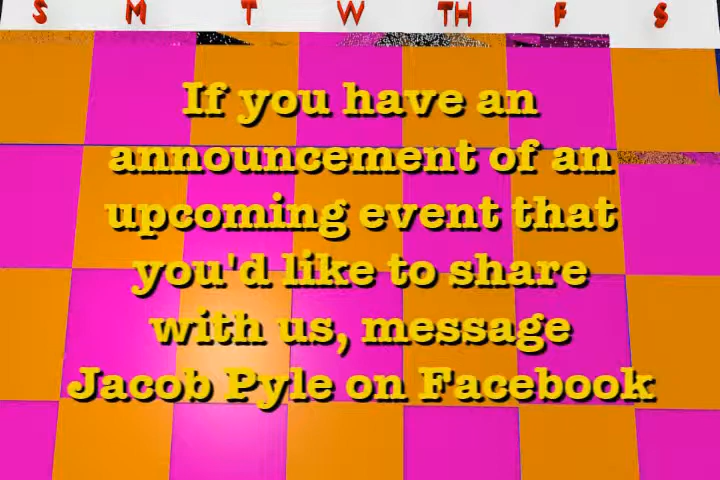 S M T W TH F S
If you have an
announcement of an
upcoming event that
you'd like to share
with us, message
Jacob Pyle on Facebook